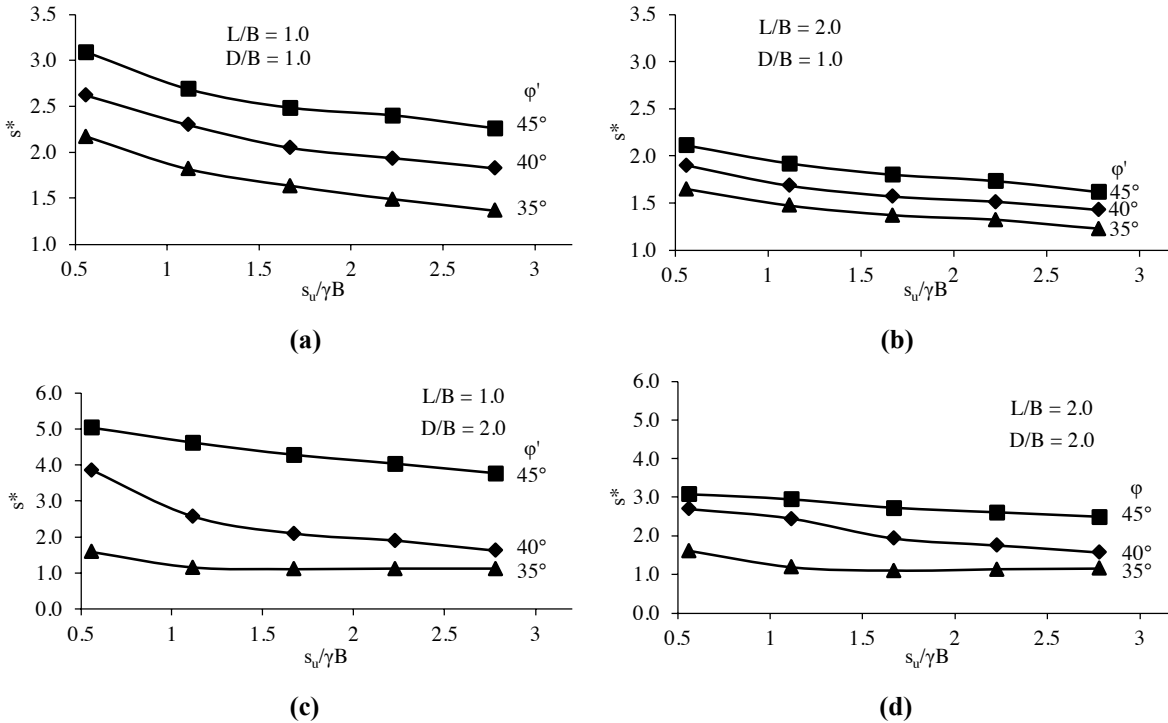 3.5
3.0
2.5
2.0
1.5
1.0
s*
L/B = 1.0
D/B = 1.0
φ'
45°
40°
35°
0.5 1 1.5 2 2.5 3
s_u/γB
(a)
3.5
3.0
2.5
2.0
1.5
1.0
s*
L/B = 2.0
D/B = 1.0
φ'
45°
40°
35°
0.5 1 1.5 2 2.5 3
s_u/γB
(b)
6.0
5.0
4.0
3.0
2.0
1.0
0.0
s*
L/B = 1.0
D/B = 2.0
φ'
45°
40°
35°
0.5 1 1.5 2 2.5 3
s_u/γB
(c)
6.0
5.0
4.0
3.0
2.0
1.0
0.0
s*
L/B = 2.0
D/B = 2.0
φ
45°
40°
35°
0.5 1 1.5 2 2.5 3
s_u/γB
(d)